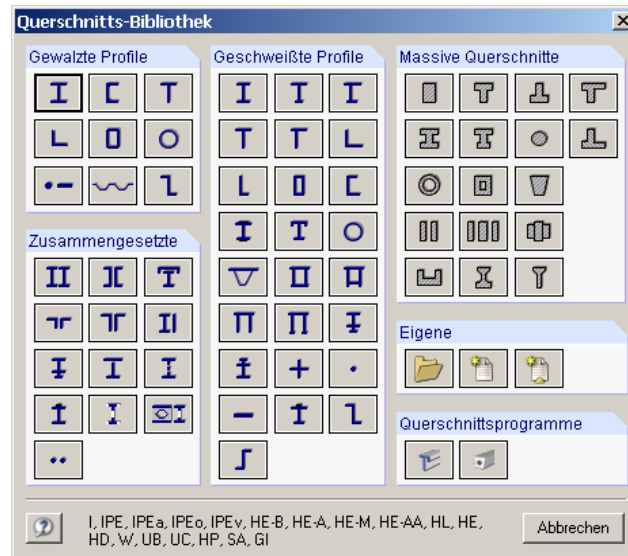 Querschnitts-Bibliothek
Gewalzte Profile
Geschweißte Profile
Massive Querschnitte
Zusammengesetzte
Eigene
Querschnittsprogramme
I, IPE, IPEa, IPEo, IPEv, HE-B, HE-A, HE-M, HE-AA, HL, HE,
HD, W, UB, UC, HP, SA, GI
Abbrechen